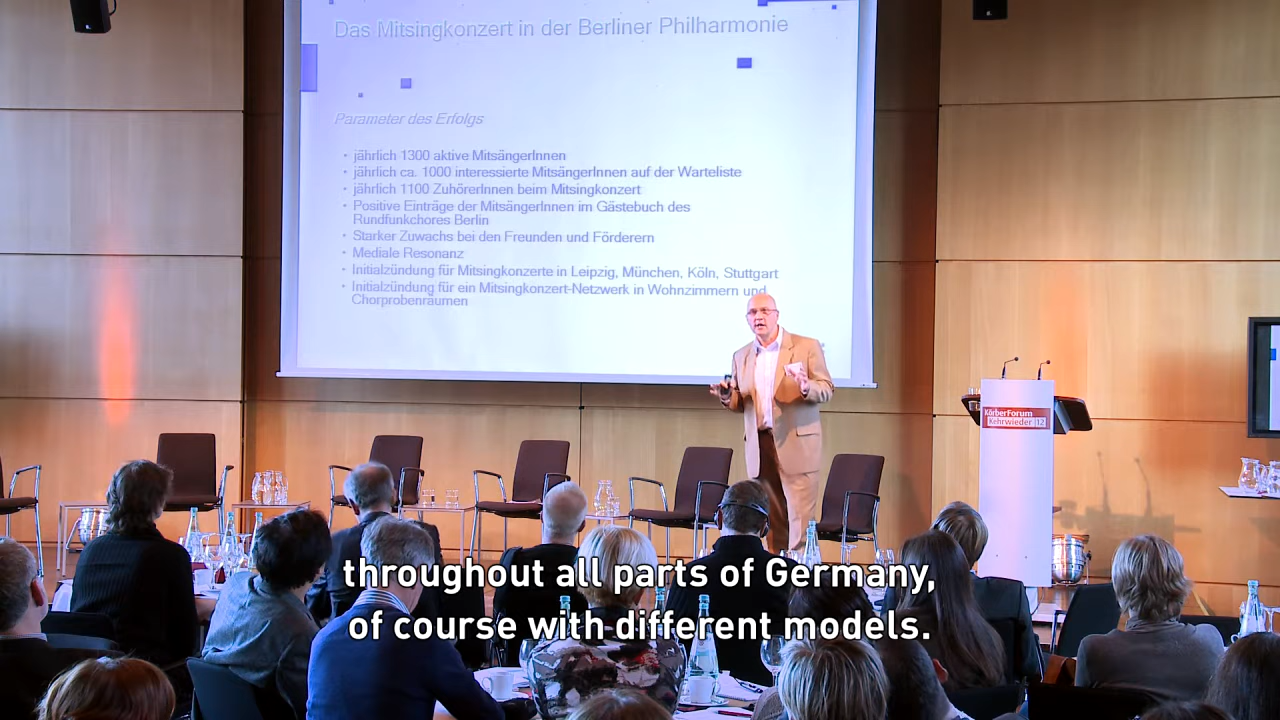 Das Mitsingkonzert in der Berliner Philharmonie
Parameter des Erfolgs
• jährlich 1300 aktive MitsängerInnen
• jährlich ca. 1000 interessierte MitsängerInnen auf der Warteliste
• jährlich 1100 ZuhörerInnen beim Mitsingkonzert
• Positive Einträge der MitsängerInnen im Gästebuch des
Rundfunkchores Berlin
• Starker Zuwachs bei den Freunden und Förderern
• Mediale Resonanz
• Initialzündung für Mitsingkonzerte in Leipzig, München, Köln, Stuttgart
• Initialzündung für ein Mitsingkonzert-Netzwerk in Wohnzimmern und
Chorprobenräumen
KörberForum
Kehrwieder 12
throughout all parts of Germany,
of course with different models.